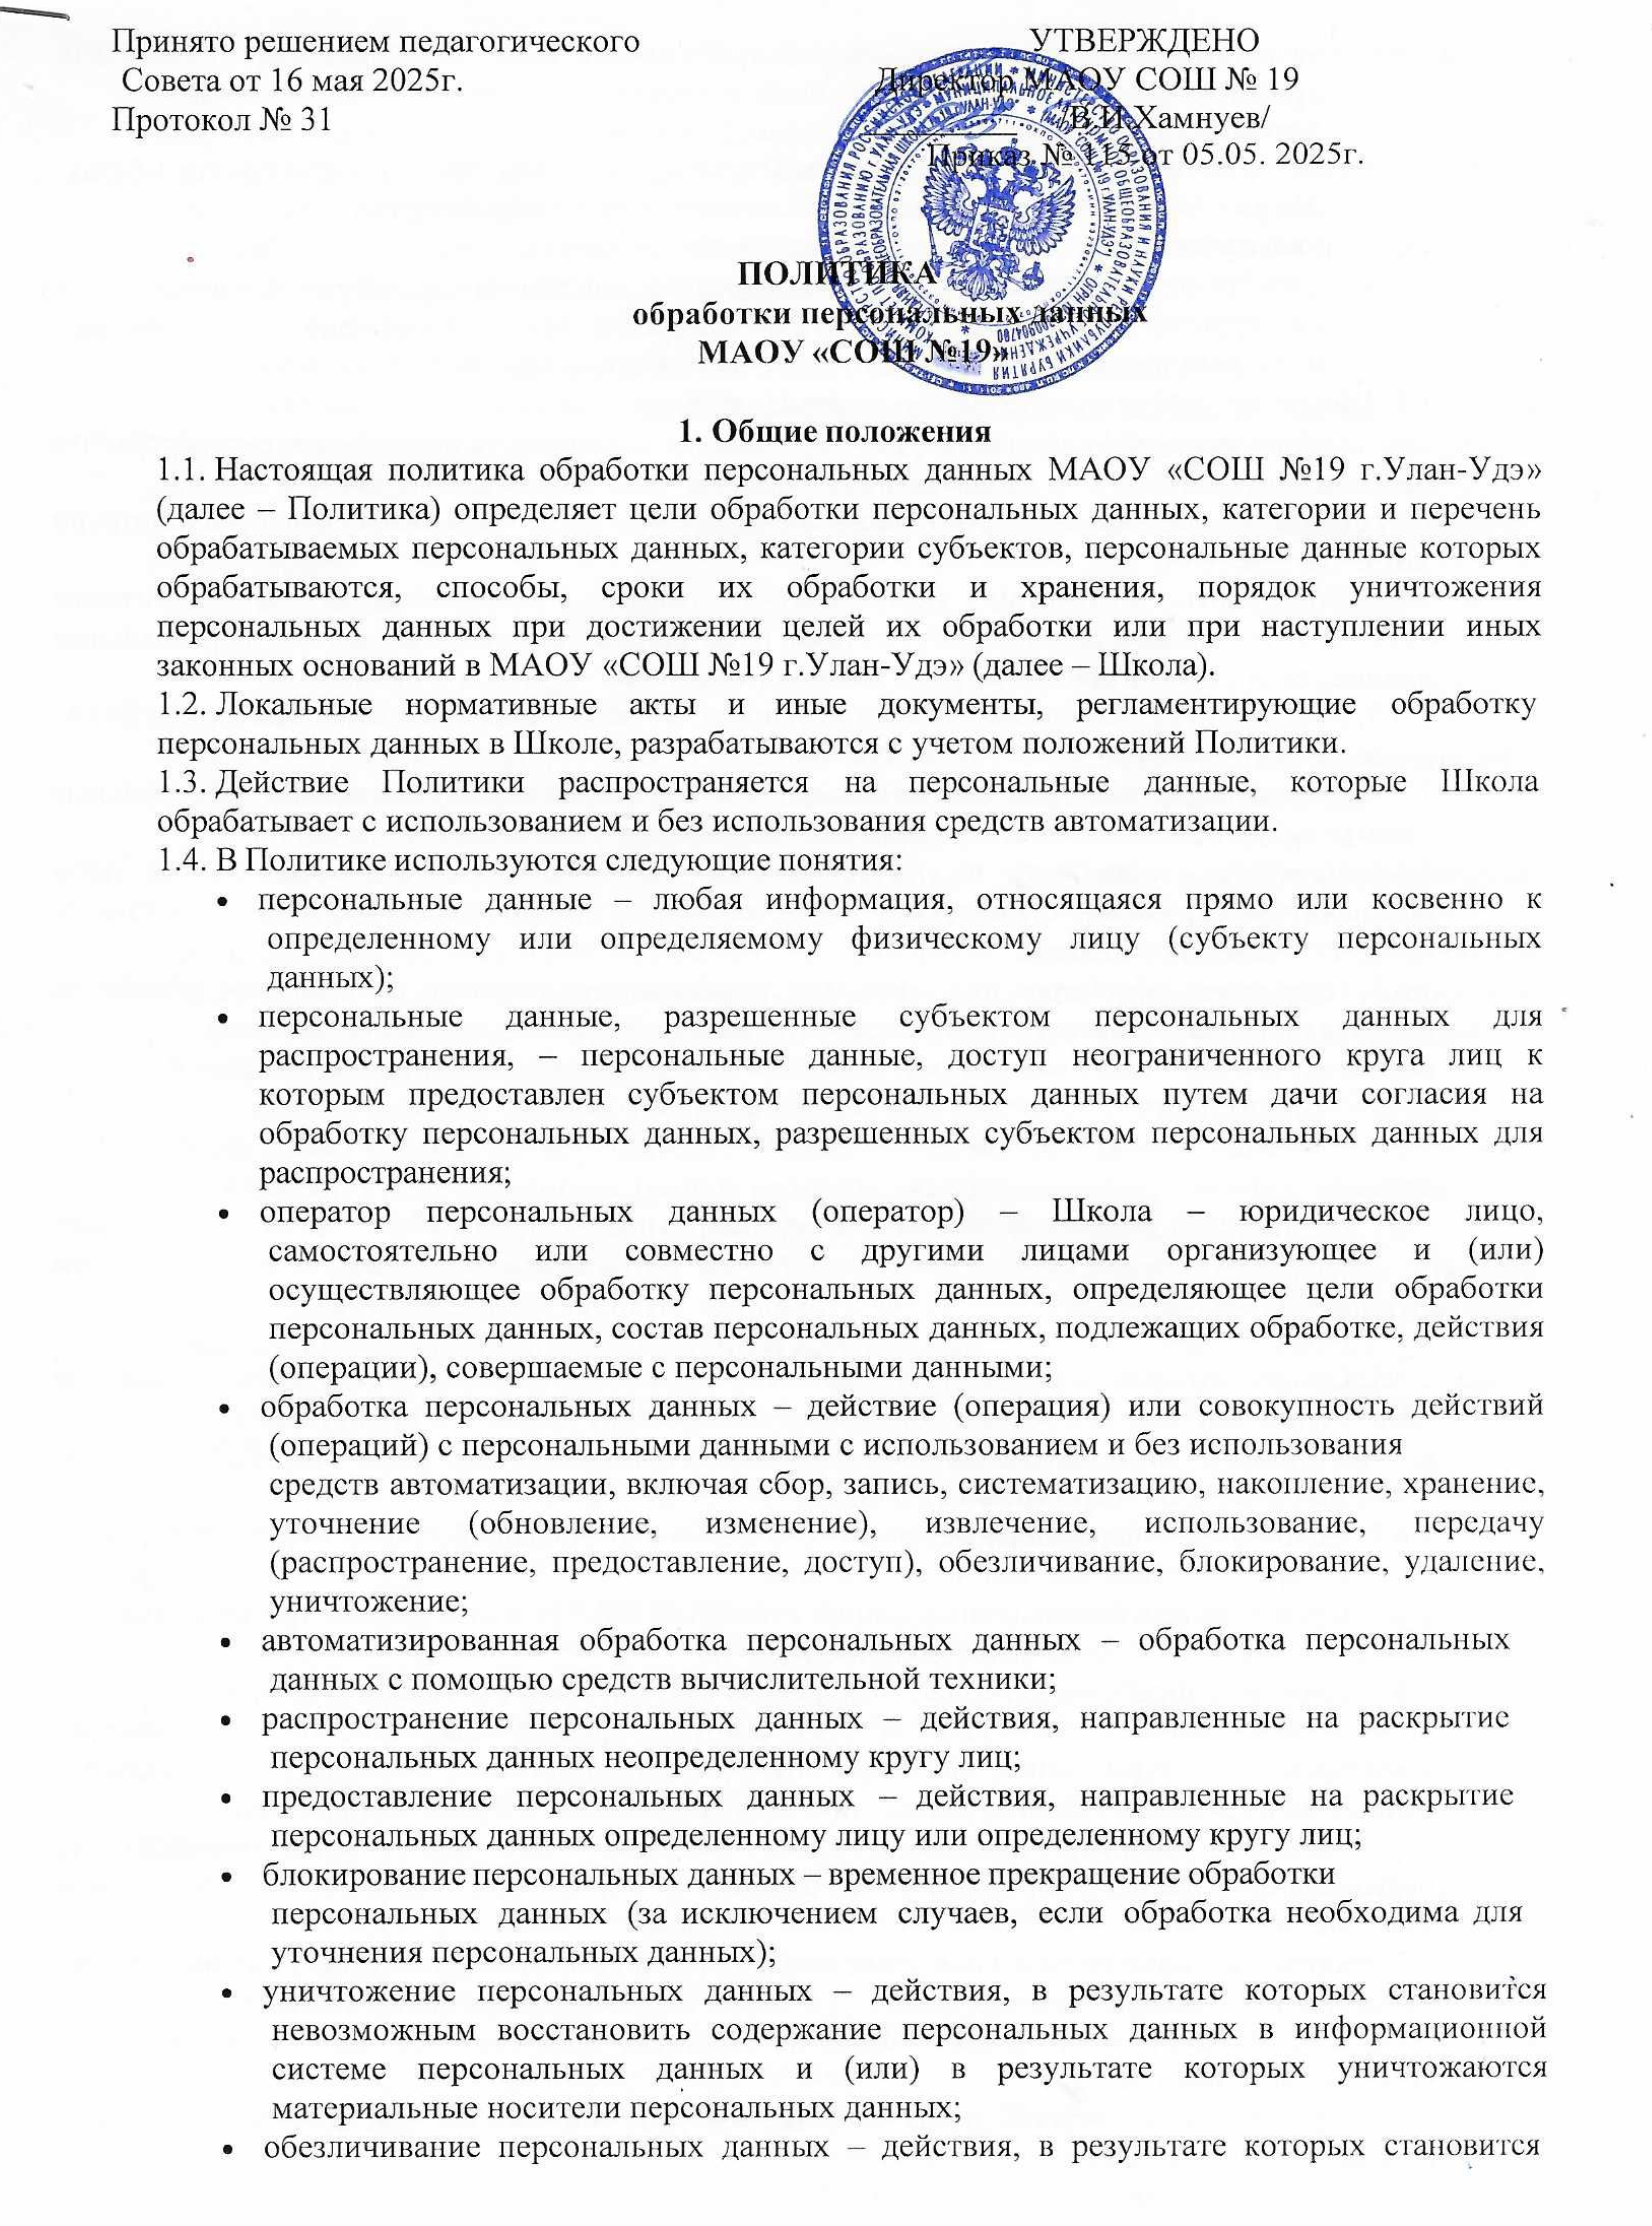 Принято решением педагогического
УТВЕРЖДЕНО
Совета от 16 мая 2025г.
Директор МАОУ СОШ № 19
Протокол № 31
/В.И.Хамнуев/
Приказ № 115 от 05.05. 2025г.
ПОЛИТИКА
обработки персональных данных
МАОУ «СОШ №19»
1. Общие положения
1.1. Настоящая политика обработки персональных данных МАОУ «СОШ №19 г.Улан-Удэ»
(далее – Политика) определяет цели обработки персональных данных, категории и перечень
обрабатываемых персональных данных, категории субъектов, персональные данные которых
обрабатываются, способы, сроки их обработки и хранения, порядок уничтожения
персональных данных при достижении целей их обработки или при наступлении иных
законных оснований в МАОУ «СОШ №19 г.Улан-Удэ» (далее – Школа).
1.2. Локальные нормативные акты и иные документы, регламентирующие обработку
персональных данных в Школе, разрабатываются с учетом положений Политики.
1.3. Действие Политики распространяется на персональные данные, которые Школа
обрабатывает с использованием и без использования средств автоматизации.
1.4. В Политике используются следующие понятия:
• персональные данные – любая информация, относящаяся прямо или косвенно к
определенному или определяемому физическому лицу (субъекту персональных
данных);
• персональные данные, разрешенные субъектом персональных данных для
распространения, – персональные данные, доступ неограниченного круга лиц к
которым предоставлен субъектом персональных данных путем дачи согласия на
обработку персональных данных, разрешенных субъектом персональных данных для
распространения;
• оператор персональных данных (оператор) – Школа – юридическое лицо,
самостоятельно или совместно с другими лицами организующее и (или)
осуществляющее обработку персональных данных, определяющее цели обработки
персональных данных, состав персональных данных, подлежащих обработке, действия
(операции), совершаемые с персональными данными;
• обработка персональных данных – действие (операция) или совокупность действий
(операций) с персональными данными с использованием и без использования
средств автоматизации, включая сбор, запись, систематизацию, накопление, хранение,
уточнение (обновление, изменение), извлечение, использование, передачу
(распространение, предоставление, доступ), обезличивание, блокирование, удаление,
уничтожение;
• автоматизированная обработка персональных данных – обработка персональных
данных с помощью средств вычислительной техники;
• распространение персональных данных – действия, направленные на раскрытие
персональных данных неопределенному кругу лиц;
• предоставление персональных данных – действия, направленные на раскрытие
персональных данных определенному лицу или определенному кругу лиц;
• блокирование персональных данных – временное прекращение обработки
персональных данных (за исключением случаев, если обработка необходима для
уточнения персональных данных);
• уничтожение персональных данных – действия, в результате которых становится
невозможным восстановить содержание персональных данных в информационной
системе персональных данных и (или) в результате которых уничтожаются
материальные носители персональных данных;
• обезличивание персональных данных – действия, в результате которых становится